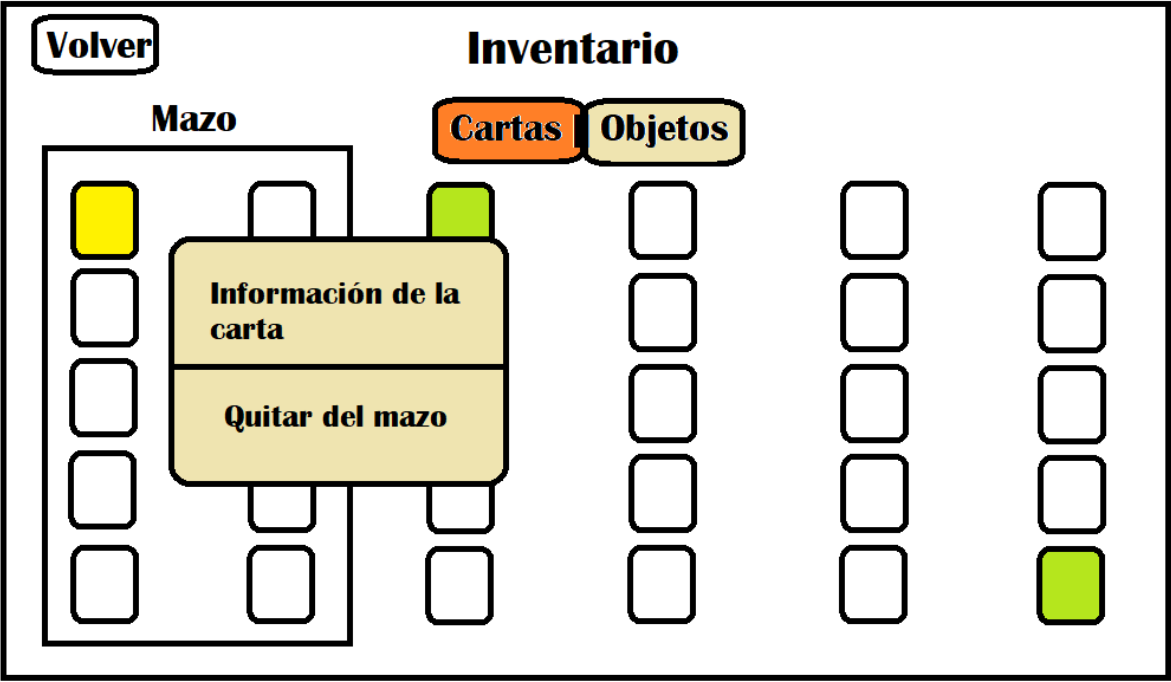 Volver
Inventario
Mazo
Cartas
Objetos
Información de la
carta
Quitar del mazo